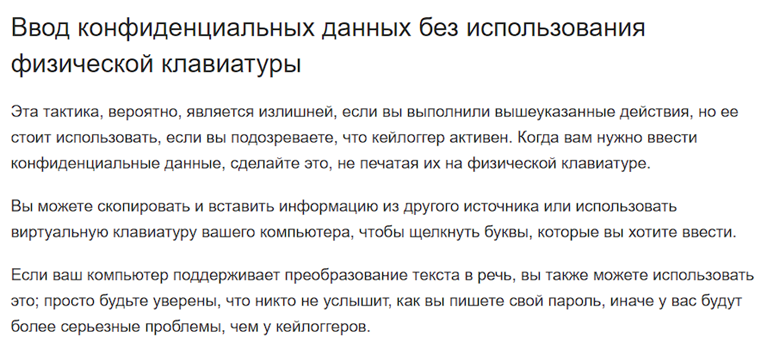 Ввод конфиденциальных данных без использования
физической клавиатуры
Эта тактика, вероятно, является излишней, если вы выполнили вышеуказанные действия, но ее
стоит использовать, если вы подозреваете, что кейлоггер активен. Когда вам нужно ввести
конфиденциальные данные, сделайте это, не печатая их на физической клавиатуре.
Вы можете скопировать и вставить информацию из другого источника или использовать
виртуальную клавиатуру вашего компьютера, чтобы щелкнуть буквы, которые вы хотите ввести.
Если ваш компьютер поддерживает преобразование текста в речь, вы также можете использовать
это; просто будьте уверены, что никто не услышит, как вы пишете свой пароль, иначе у вас будут
более серьезные проблемы, чем у кейлоггеров.